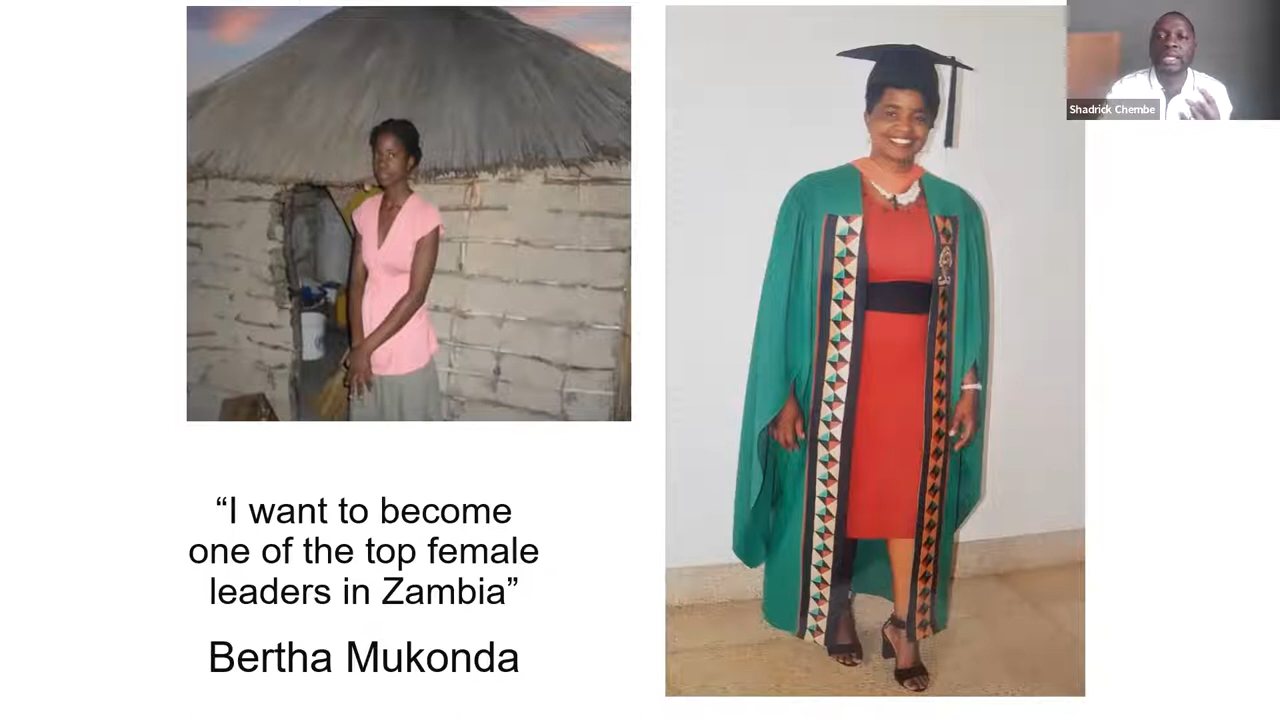 Shadrick Chembe
“I want to become
one of the top female
leaders in Zambia”
Bertha Mukonda